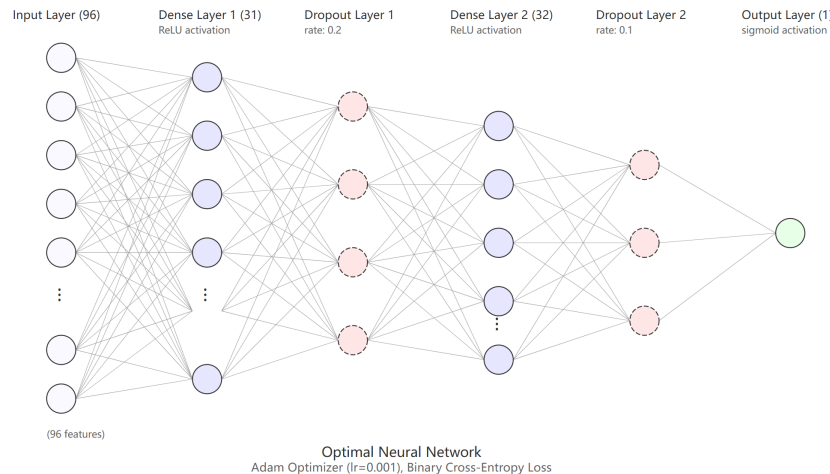 Input Layer (96)
Dense Layer 1 (31)
ReLU activation
Dropout Layer 1
rate: 0.2
Dense Layer 2 (32)
ReLU activation
Dropout Layer 2
rate: 0.1
Output Layer (1)
sigmoid activation
(96 features)
Optimal Neural Network
Adam Optimizer (lr=0.001), Binary Cross-Entropy Loss